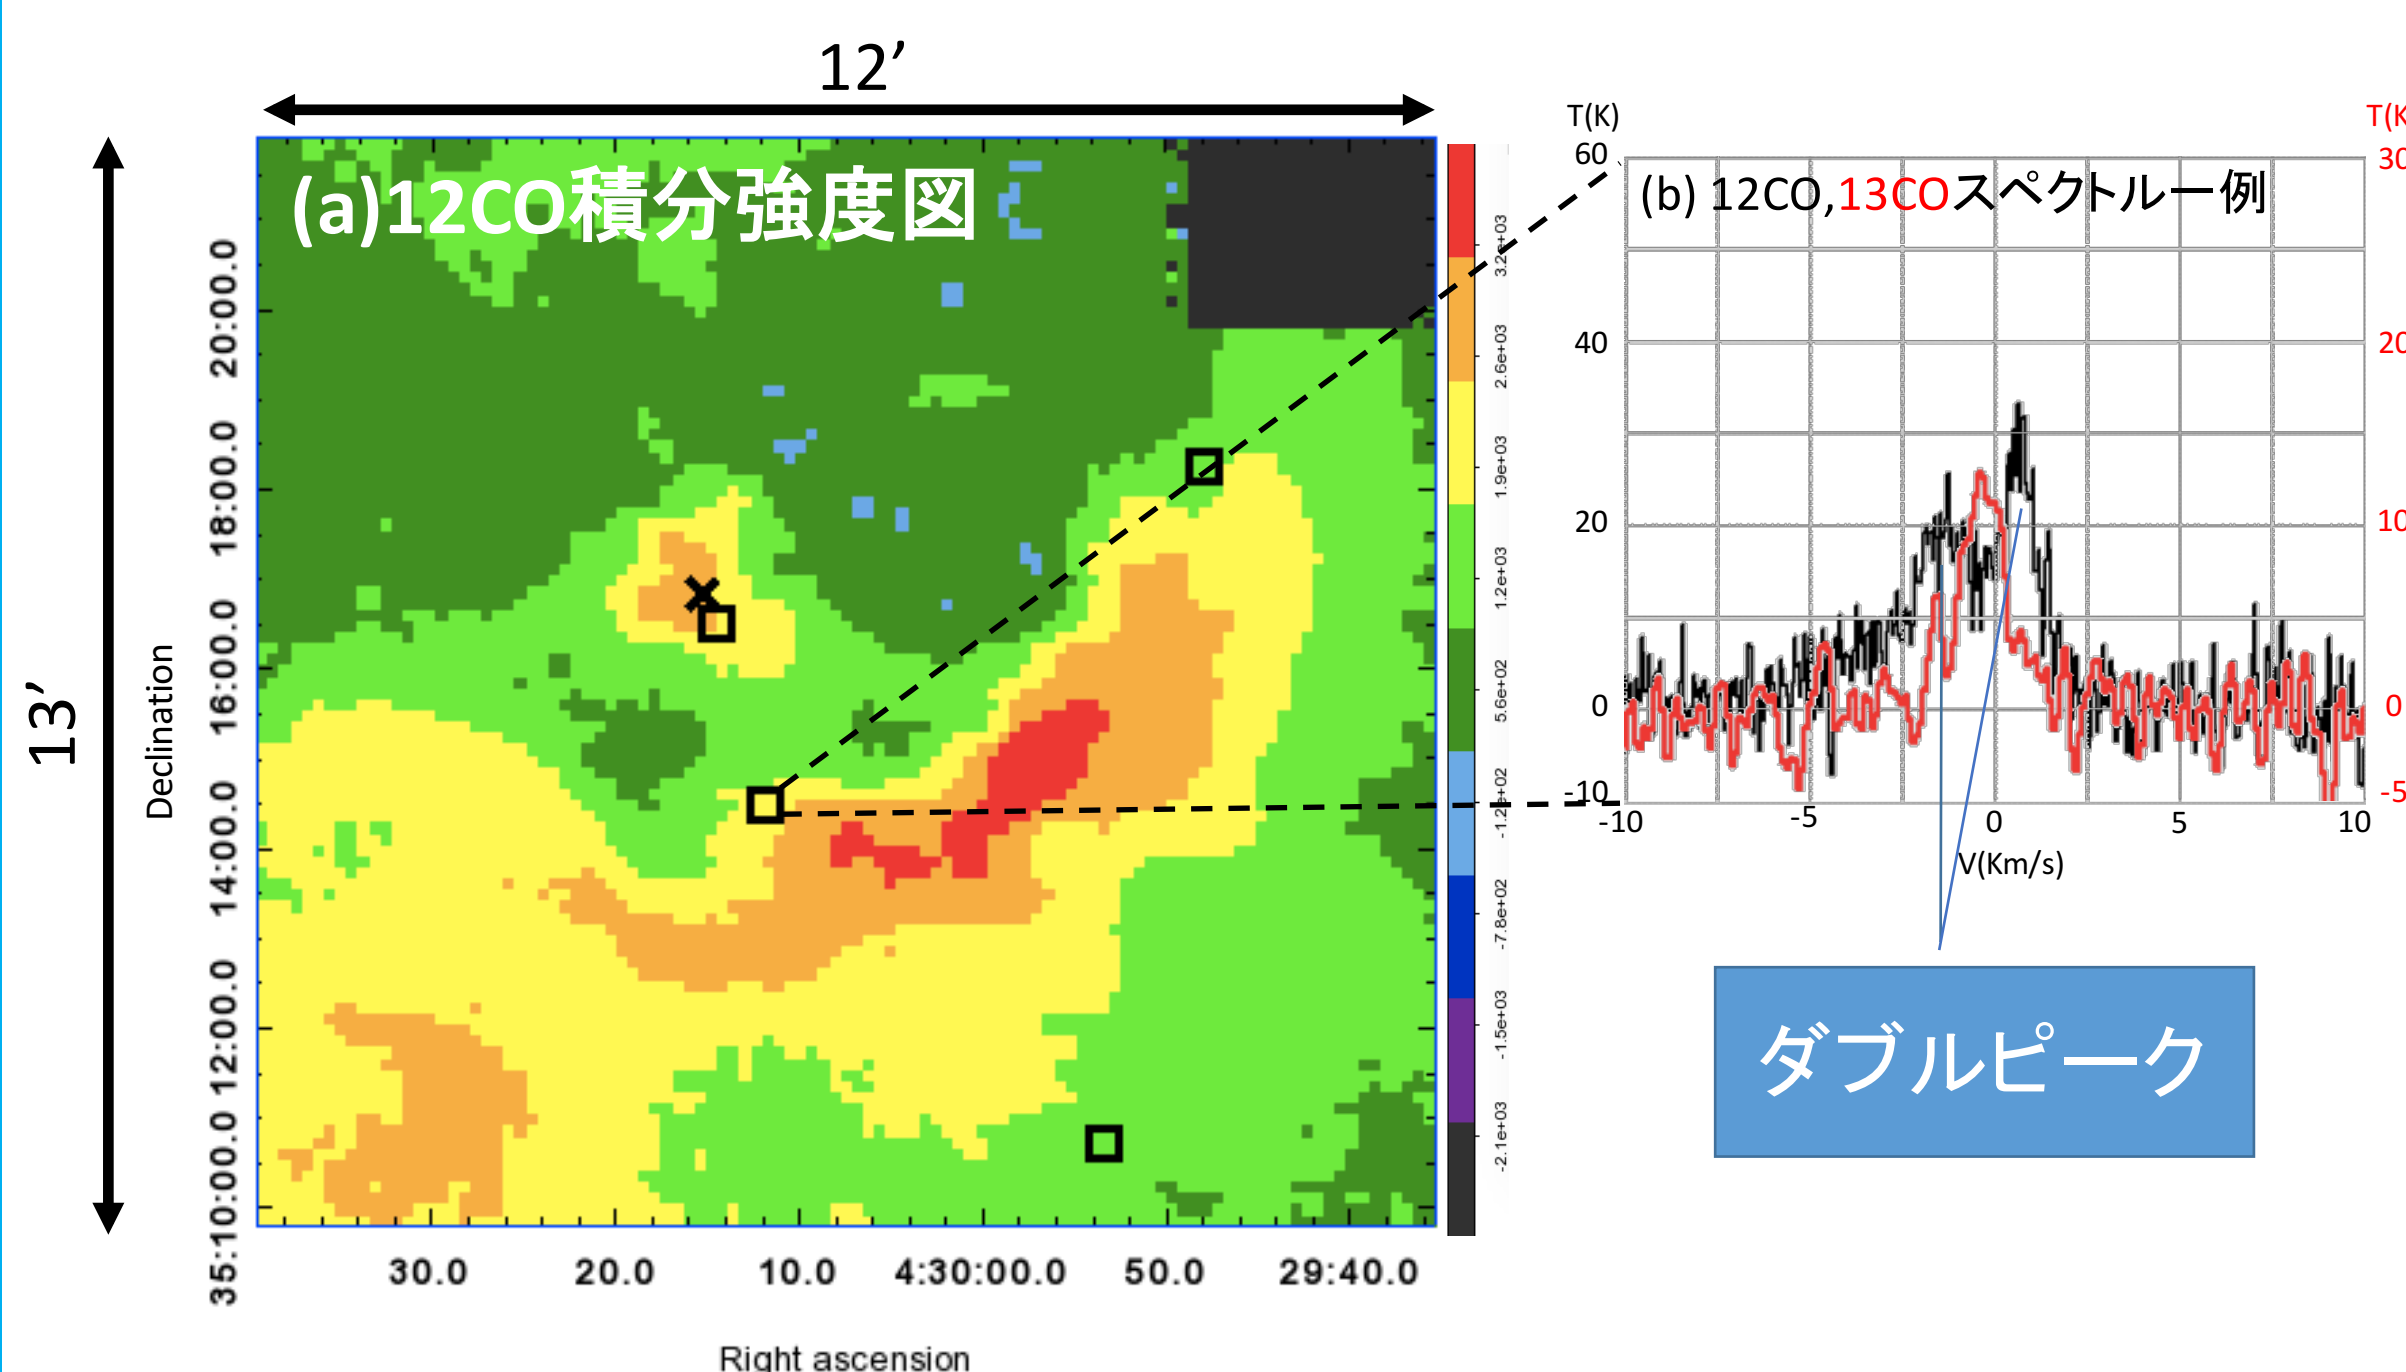 12’
13’
(a)12CO積分強度図
Declination
20:00.0
18:00.0
16:00.0
14:00.0
12:00.0
35:10:00.0
30.0
20.0
10.0
4:30:00.0
50.0
29:40.0
Right ascension
3.2e+03
2.6e+03
1.9e+03
1.2e+03
5.6e+02
-1.2e+02
-7.8e+02
-1.5e+03
-2.1e+03
T(K)
T(K
(b) 12CO,13COスペクトル一例
60
40
20
0
-10
30
20
10
0
-5
-10
-5
0
5
10
V(Km/s)
ダブルピーク